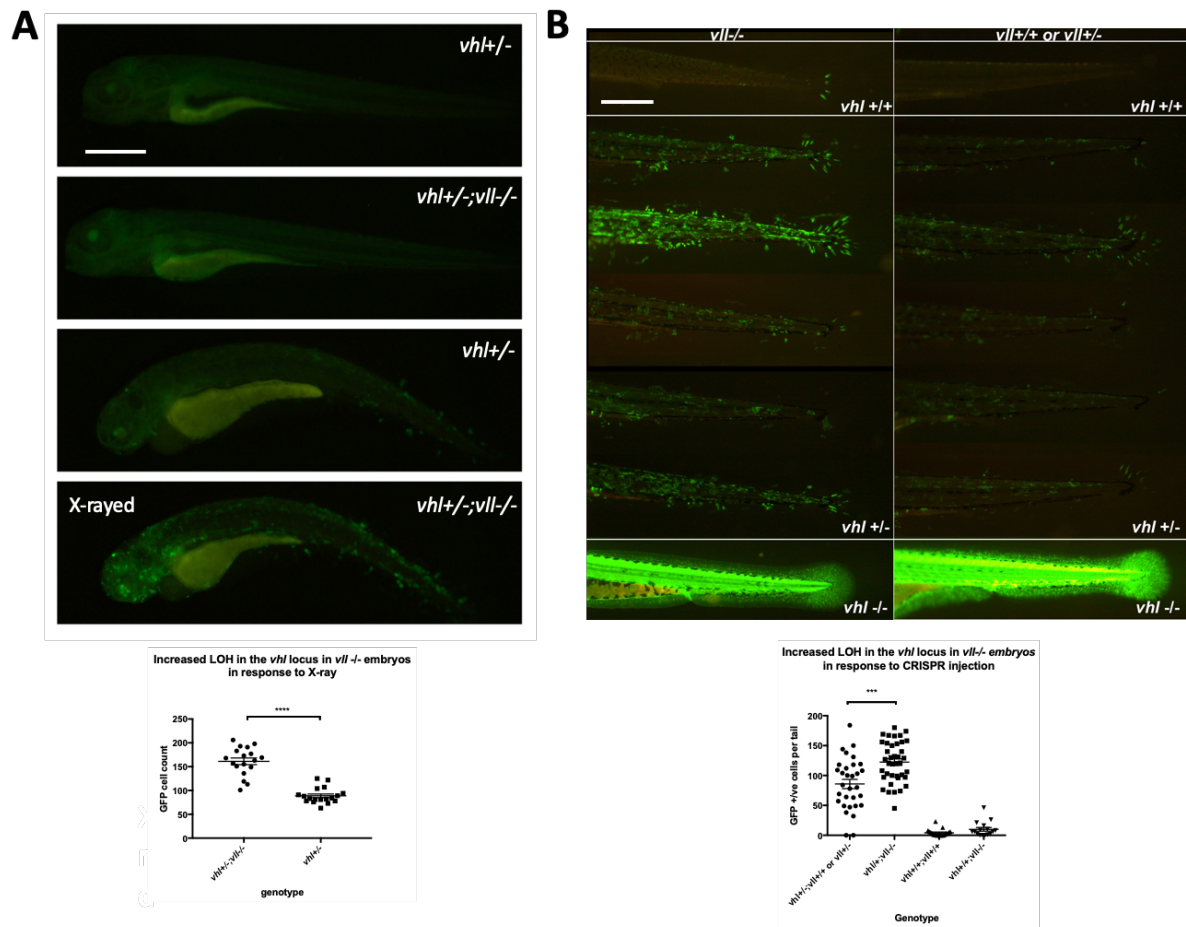 A
vhl+/-
vhl+/-;vll-/-
vhl+/-
X-rayed
vhl+/-;vll-/-
Increased LOH in the vhl locus in vll -/- embryos
in response to X-ray
****
GFP cell count
250
200
150
100
50
0
vhl+/-;vll-/-
vhl+/-
genotype
B
vll-/-
vll+/+ or vll+/-
vhl +/+
vhl +/+
vhl +/-
vhl +/-
vhl -/-
vhl -/-
Increased LOH in the vhl locus in vll-/- embryos
in response to CRISPR injection
***
GFP +/ve cells per tail
200
150
100
50
0
vhl+/-;vll+/+ or vll+/-
vhl/+;vll-/-
vhl+/+;vll+/+
vhl+/+;vll-/-
Genotype